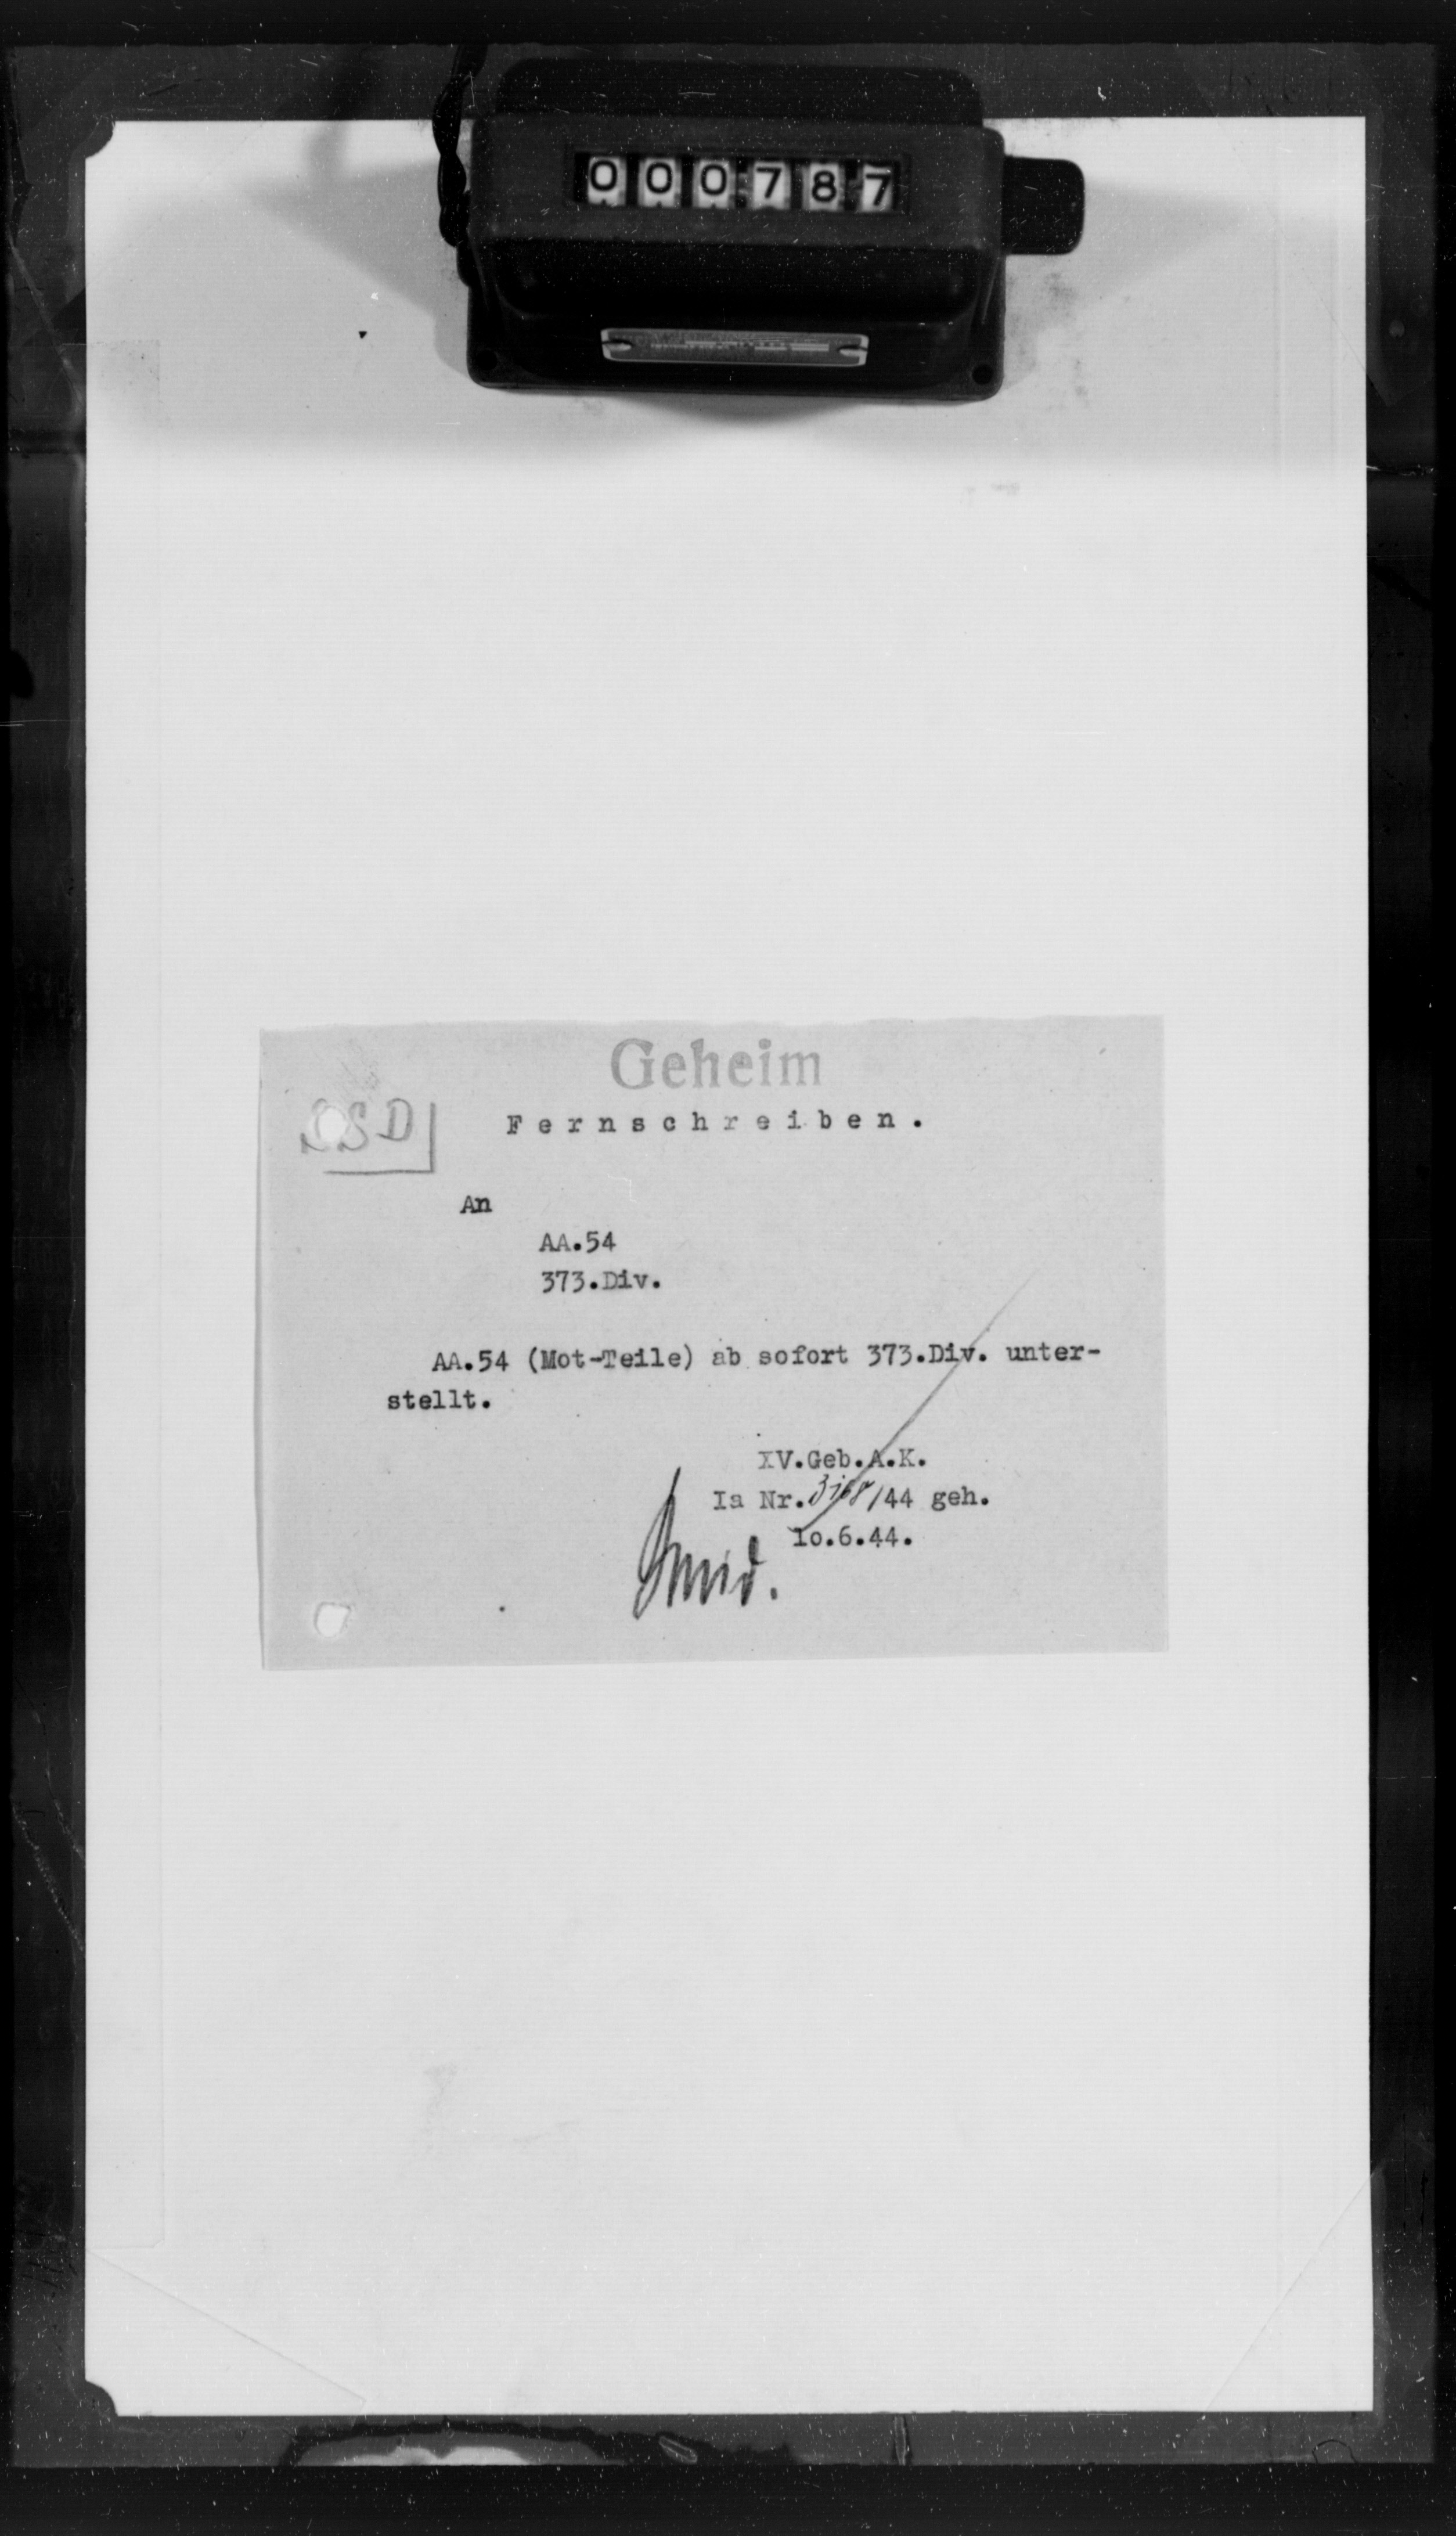 000787
Geheim
SSD
Fernschreiben.
An
AA.54
373.Div.
AA.54 (Mot-Teile) ab sofort 373.Div. unter-
stellt.
XV.Geb.A.K.
Ia Nr. /44 geh.
1o.6.44.